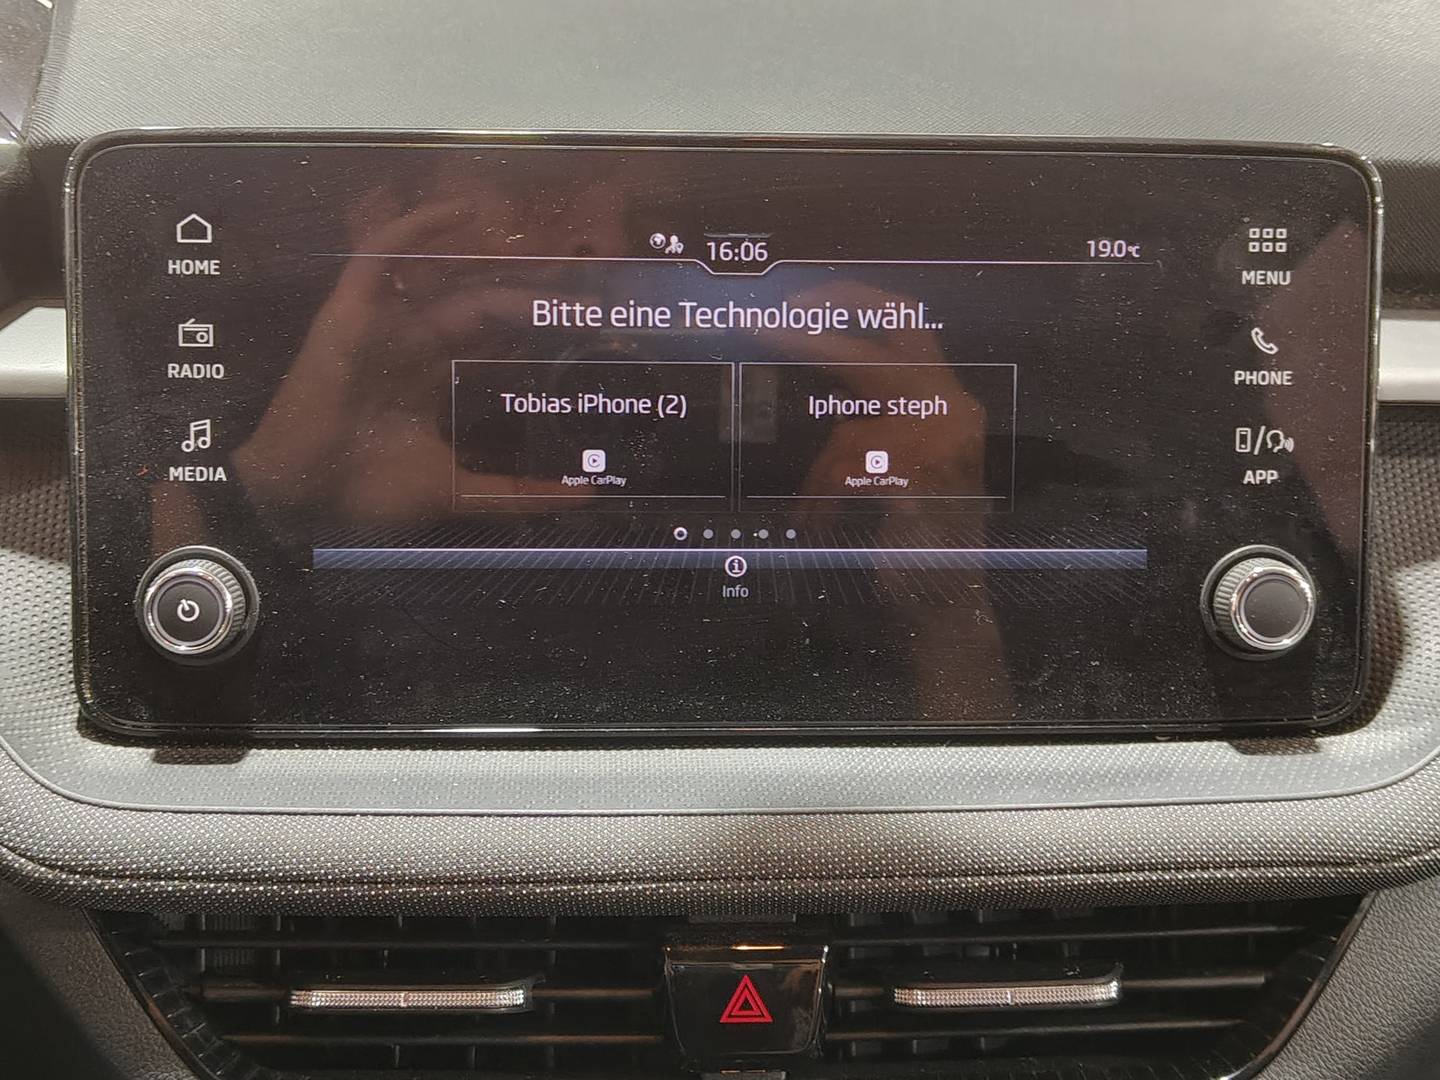 HOME
RADIO
MEDIA
16:06
19.0°C
Bitte eine Technologie wähl...
Tobias iPhone (2)
Apple CarPlay
Iphone steph
Apple CarPlay
Info
MENU
PHONE
APP